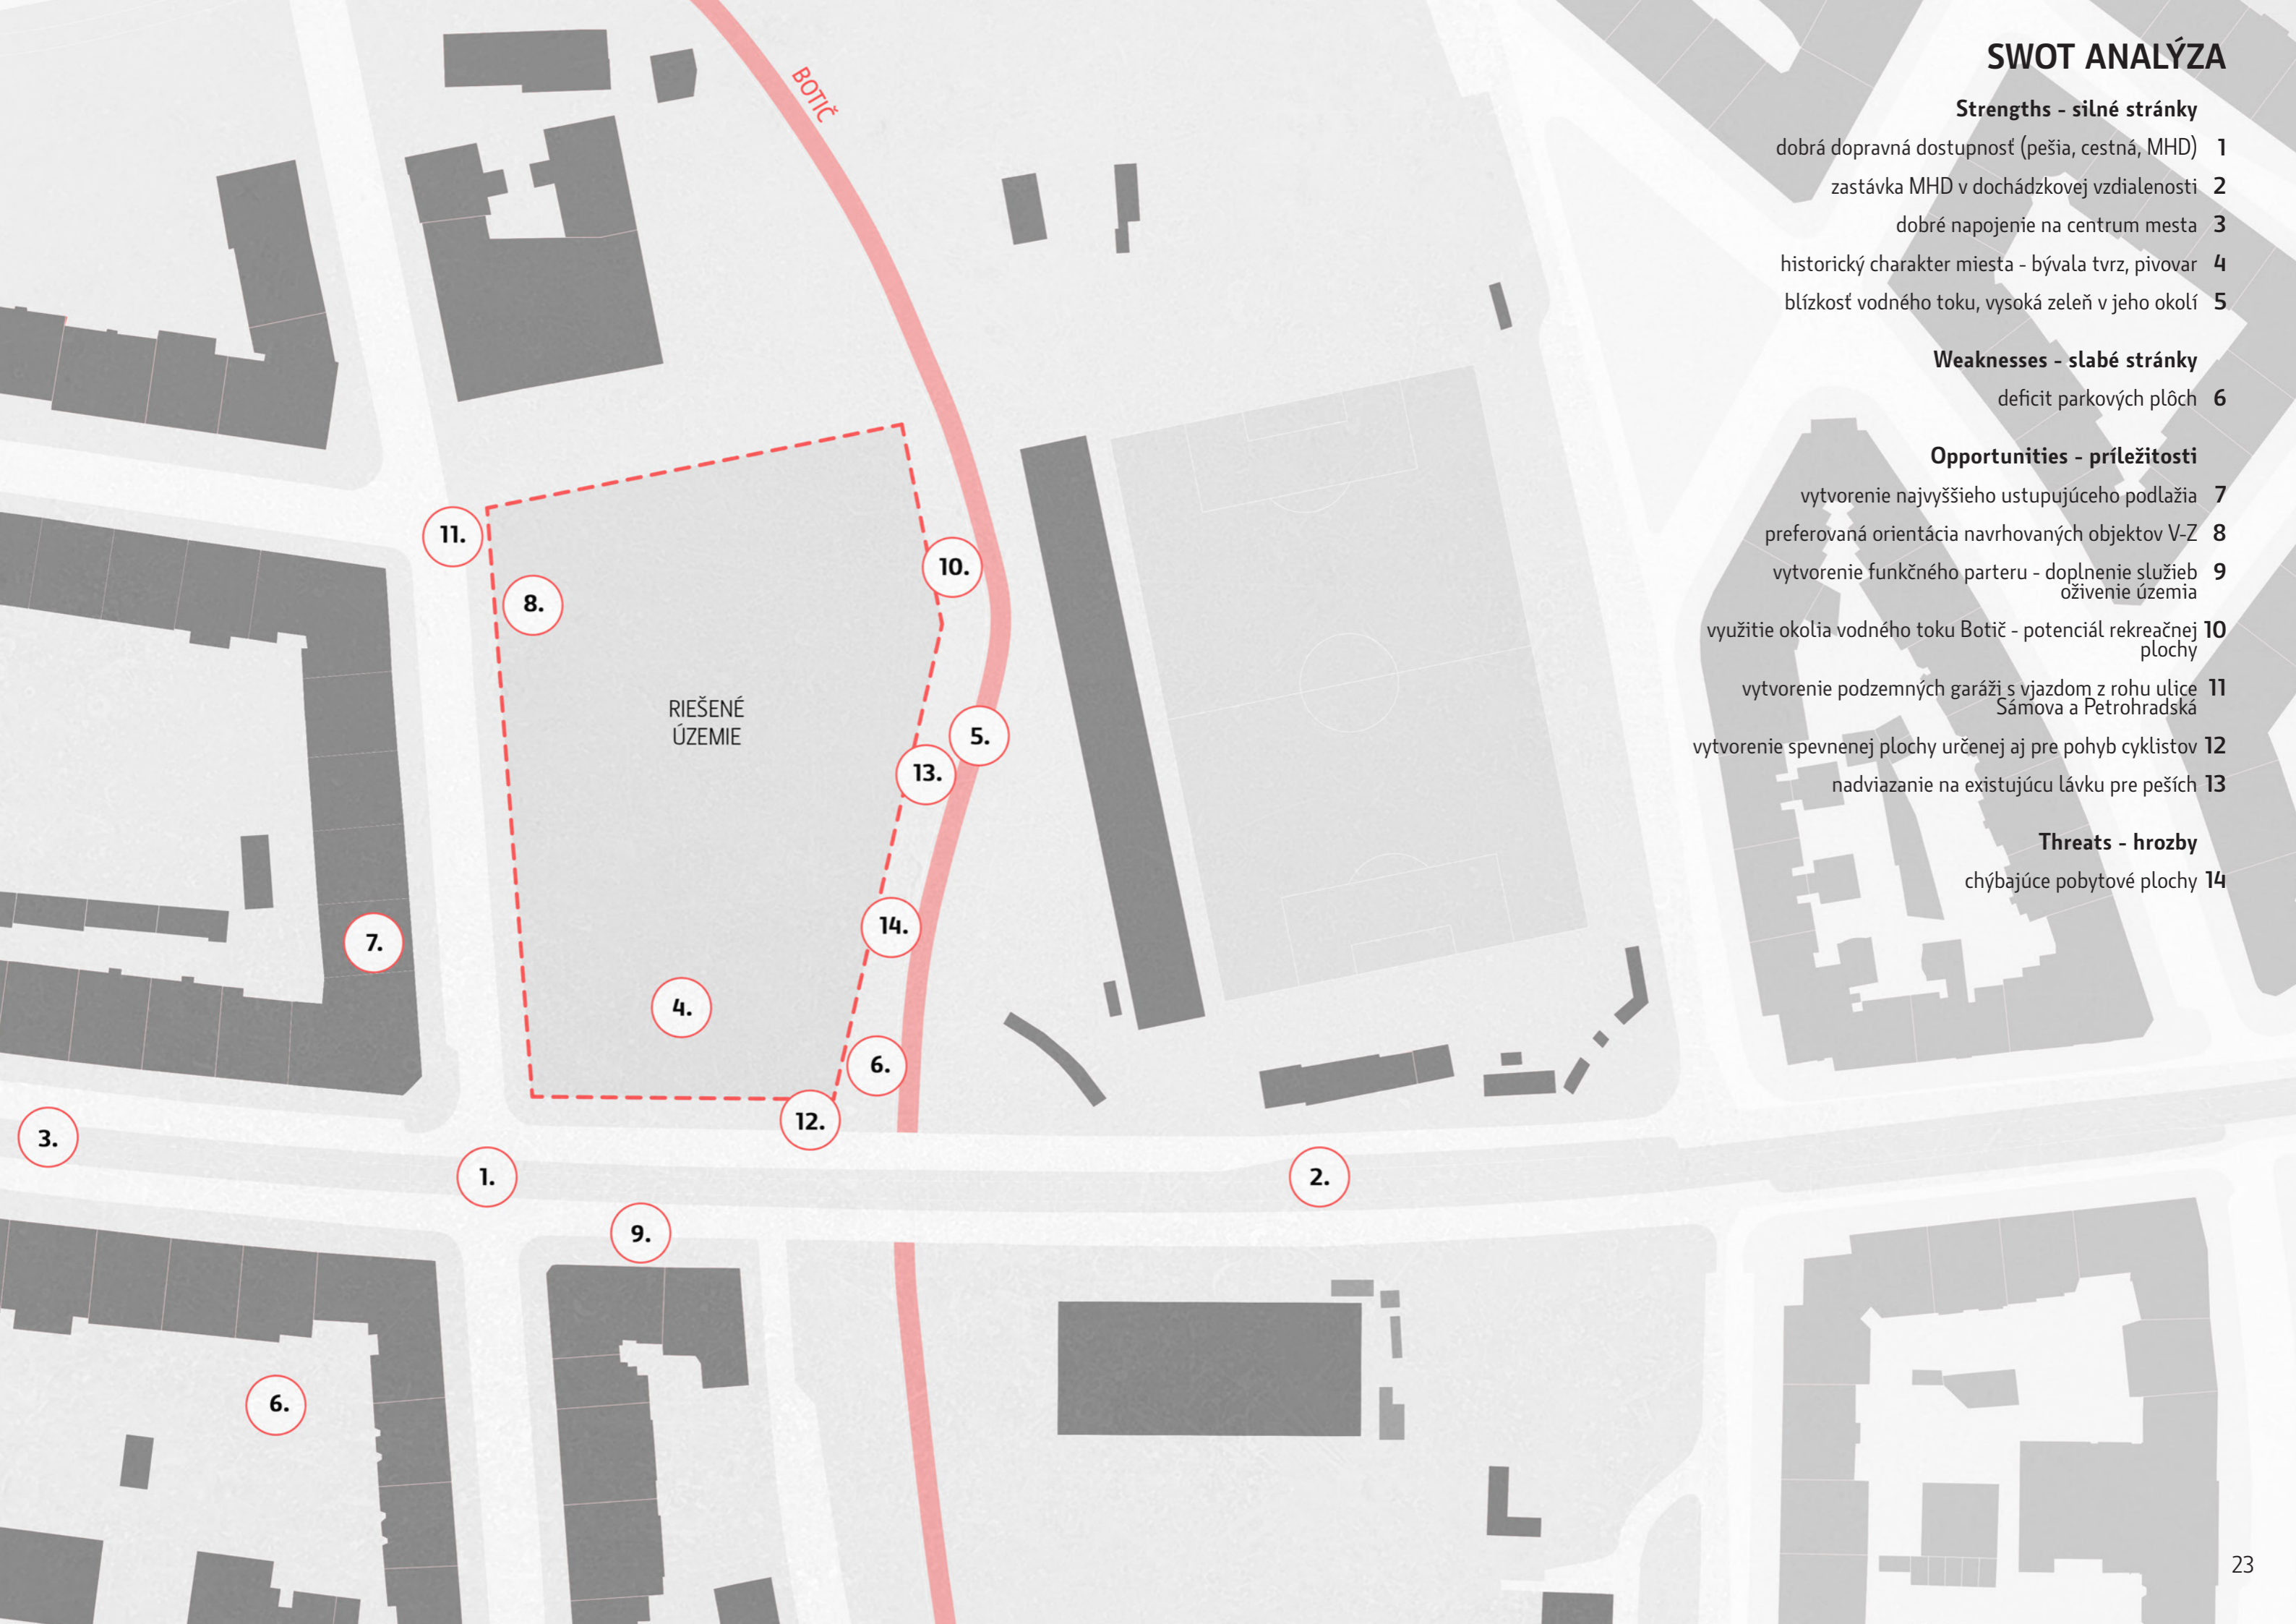 SWOT ANALÝZA
Strengths - silné stránky
dobrá dopravná dostupnosť (pešia, cestná, MHD) 1
zastávka MHD v dochádzkovej vzdialenosti 2
dobré napojenie na centrum mesta 3
historický charakter miesta - bývala tvrz, pivovar 4
blízkosť vodného toku, vysoká zeleň v jeho okolí 5
Weaknesses - slabé stránky
deficit parkových plôch 6
Opportunities - príležitosti
vytvorenie najvyššieho ustupujúceho podlažia 7
preferovaná orientácia navrhovaných objektov V-Z 8
vytvorenie funkčného parteru - doplnenie služieb 9
oživenie územia
využitie okolia vodného toku Botič - potenciál rekreačnej 10
plochy
vytvorenie podzemných garáži s vjazdom z rohu ulice 11
Sámova a Petrohradská
vytvorenie spevnenej plochy určenej aj pre pohyb cyklistov 12
nadviazanie na existujúcu lávku pre peších 13
Threats - hrozby
chýbajúce pobytové plochy 14
BOTIČ
11.
10.
8.
RIEŠENÉ
ÚZEMIE
5.
13.
14.
7.
4.
6.
12.
3.
1.
2.
9.
6.
23